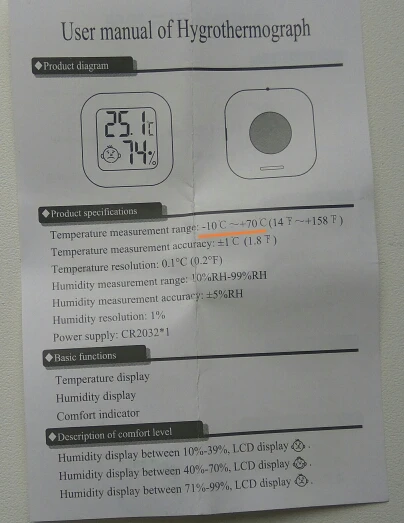 User manual of Hygrothermograph
◆Product diagram
25.1℃
74%
◆Product specifications
Temperature measurement range: -10℃～+70℃(14℉～+158℉)
Temperature measurement accuracy: ±1℃ (1.8℉)
Temperature resolution: 0.1°C (0.2°F)
Humidity measurement range: 10%RH-99%RH
Humidity measurement accuracy: ±5%RH
Humidity resolution: 1%
Power supply: CR2032*1
◆Basic functions
Temperature display
Humidity display
Comfort indicator
◆Description of comfort level
Humidity display between 10%-39%, LCD display .
Humidity display between 40%-70%, LCD display .
Humidity display between 71%-99%, LCD display .